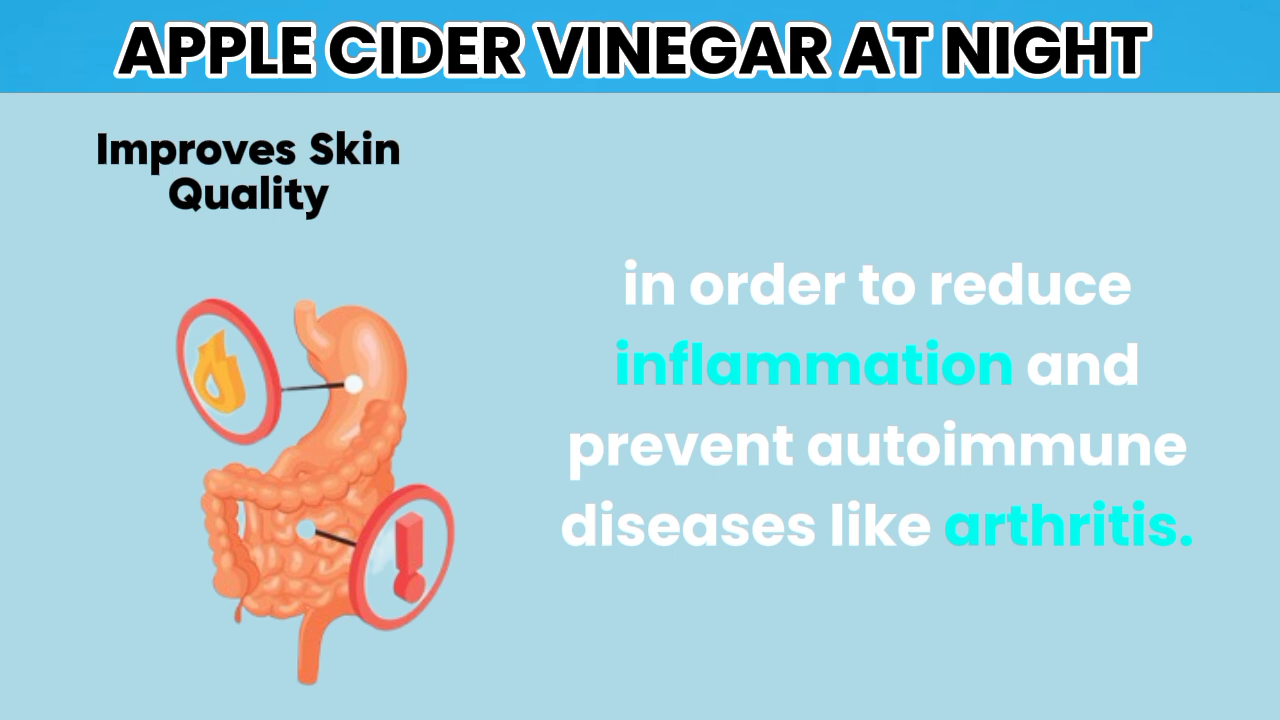 APPLE CIDER VINEGAR AT NIGHT
Improves Skin
Quality
in order to reduce
inflammation and
prevent autoimmune
diseases like arthritis.